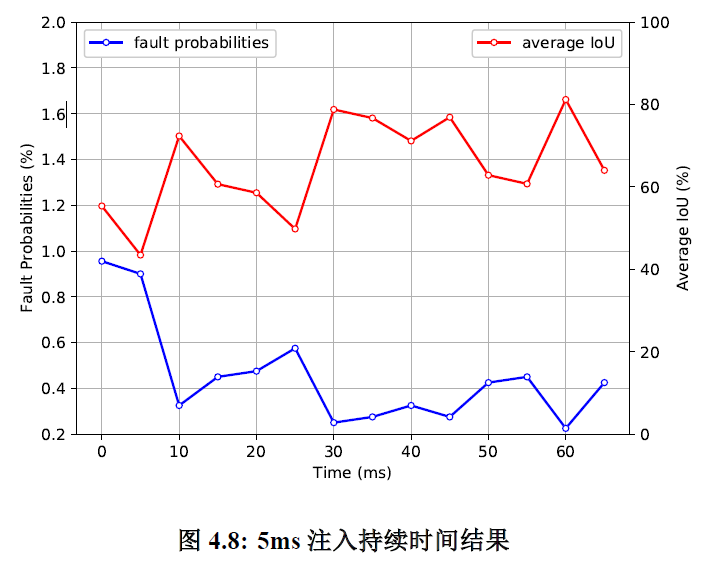 fault probabilities
average IoU
2.0
1.8
1.6
1.4
1.2
1.0
0.8
0.6
0.4
0.2
Fault Probabilities (%)
100
80
60
40
20
0
Average IoU (%)
0 10 20 30 40 50 60
Time (ms)
图 4.8: 5ms 注入持续时间结果